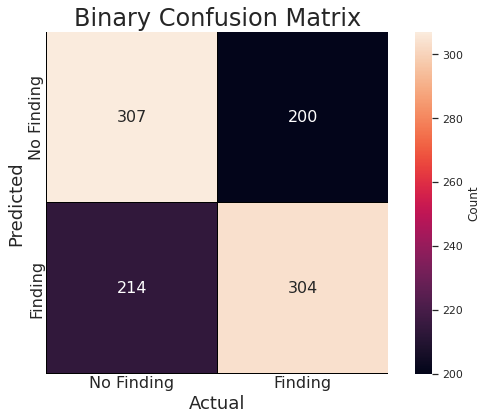 Binary Confusion Matrix
Predicted
No Finding
Finding
307
200
214
304
No Finding
Finding
Actual
300
280
260
240
220
200
Count